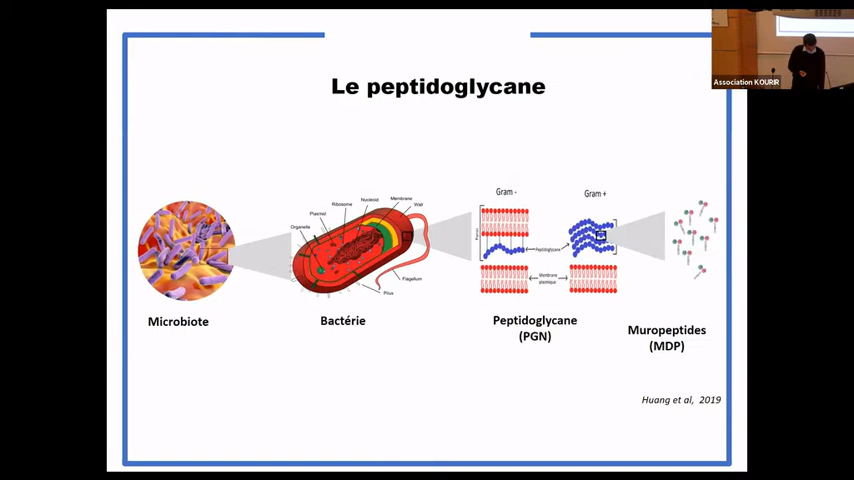 Le peptidoglycane
Association KOURIR
Gram -
Gram +
Ribosome
Nucleoid
Membrane
Wall
Plasmid
Organelle
Flagellum
Pilus
Peptidoglycane
Membrane
plasmique
Microbiote
Bactérie
Peptidoglycane
(PGN)
Muropeptides
(MDP)
Huang et al, 2019